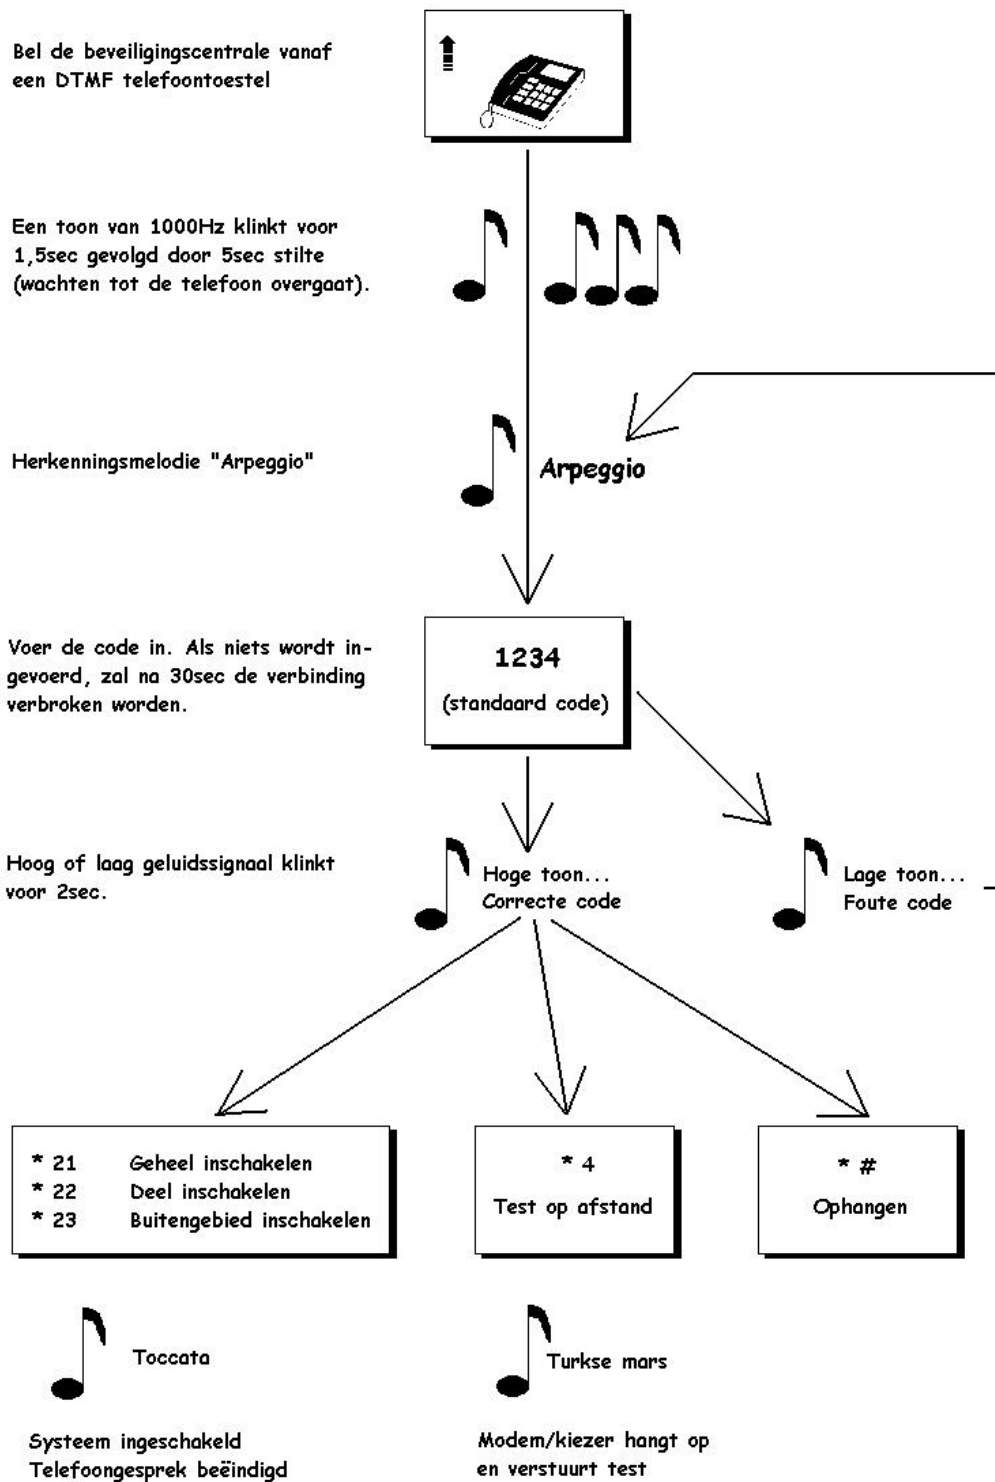 Bel de beveiligingscentrale vanaf
een DTMF telefoontoestel
Een toon van 1000Hz klinkt voor
1,5sec gevolgd door 5sec stilte
(wachten tot de telefoon overgaat).
Herkenningsmelodie "Arpeggio"
Arpeggio
Voer de code in. Als niets wordt in-
gevoerd, zal na 30sec de verbinding
verbroken worden.
1234
(standaard code)
Hoog of laag geluidssignaal klinkt
voor 2sec.
Hoge toon...
Correcte code
Lage toon...
Foute code
* 21 Geheel inschakelen
* 22 Deel inschakelen
* 23 Buitengebied inschakelen
* 4
Test op afstand
* #
Ophangen
Toccata
Turkse mars
Systeem ingeschakeld
Telefoongesprek beëindigd
Modem/kiezer hangt op
en verstuurt test